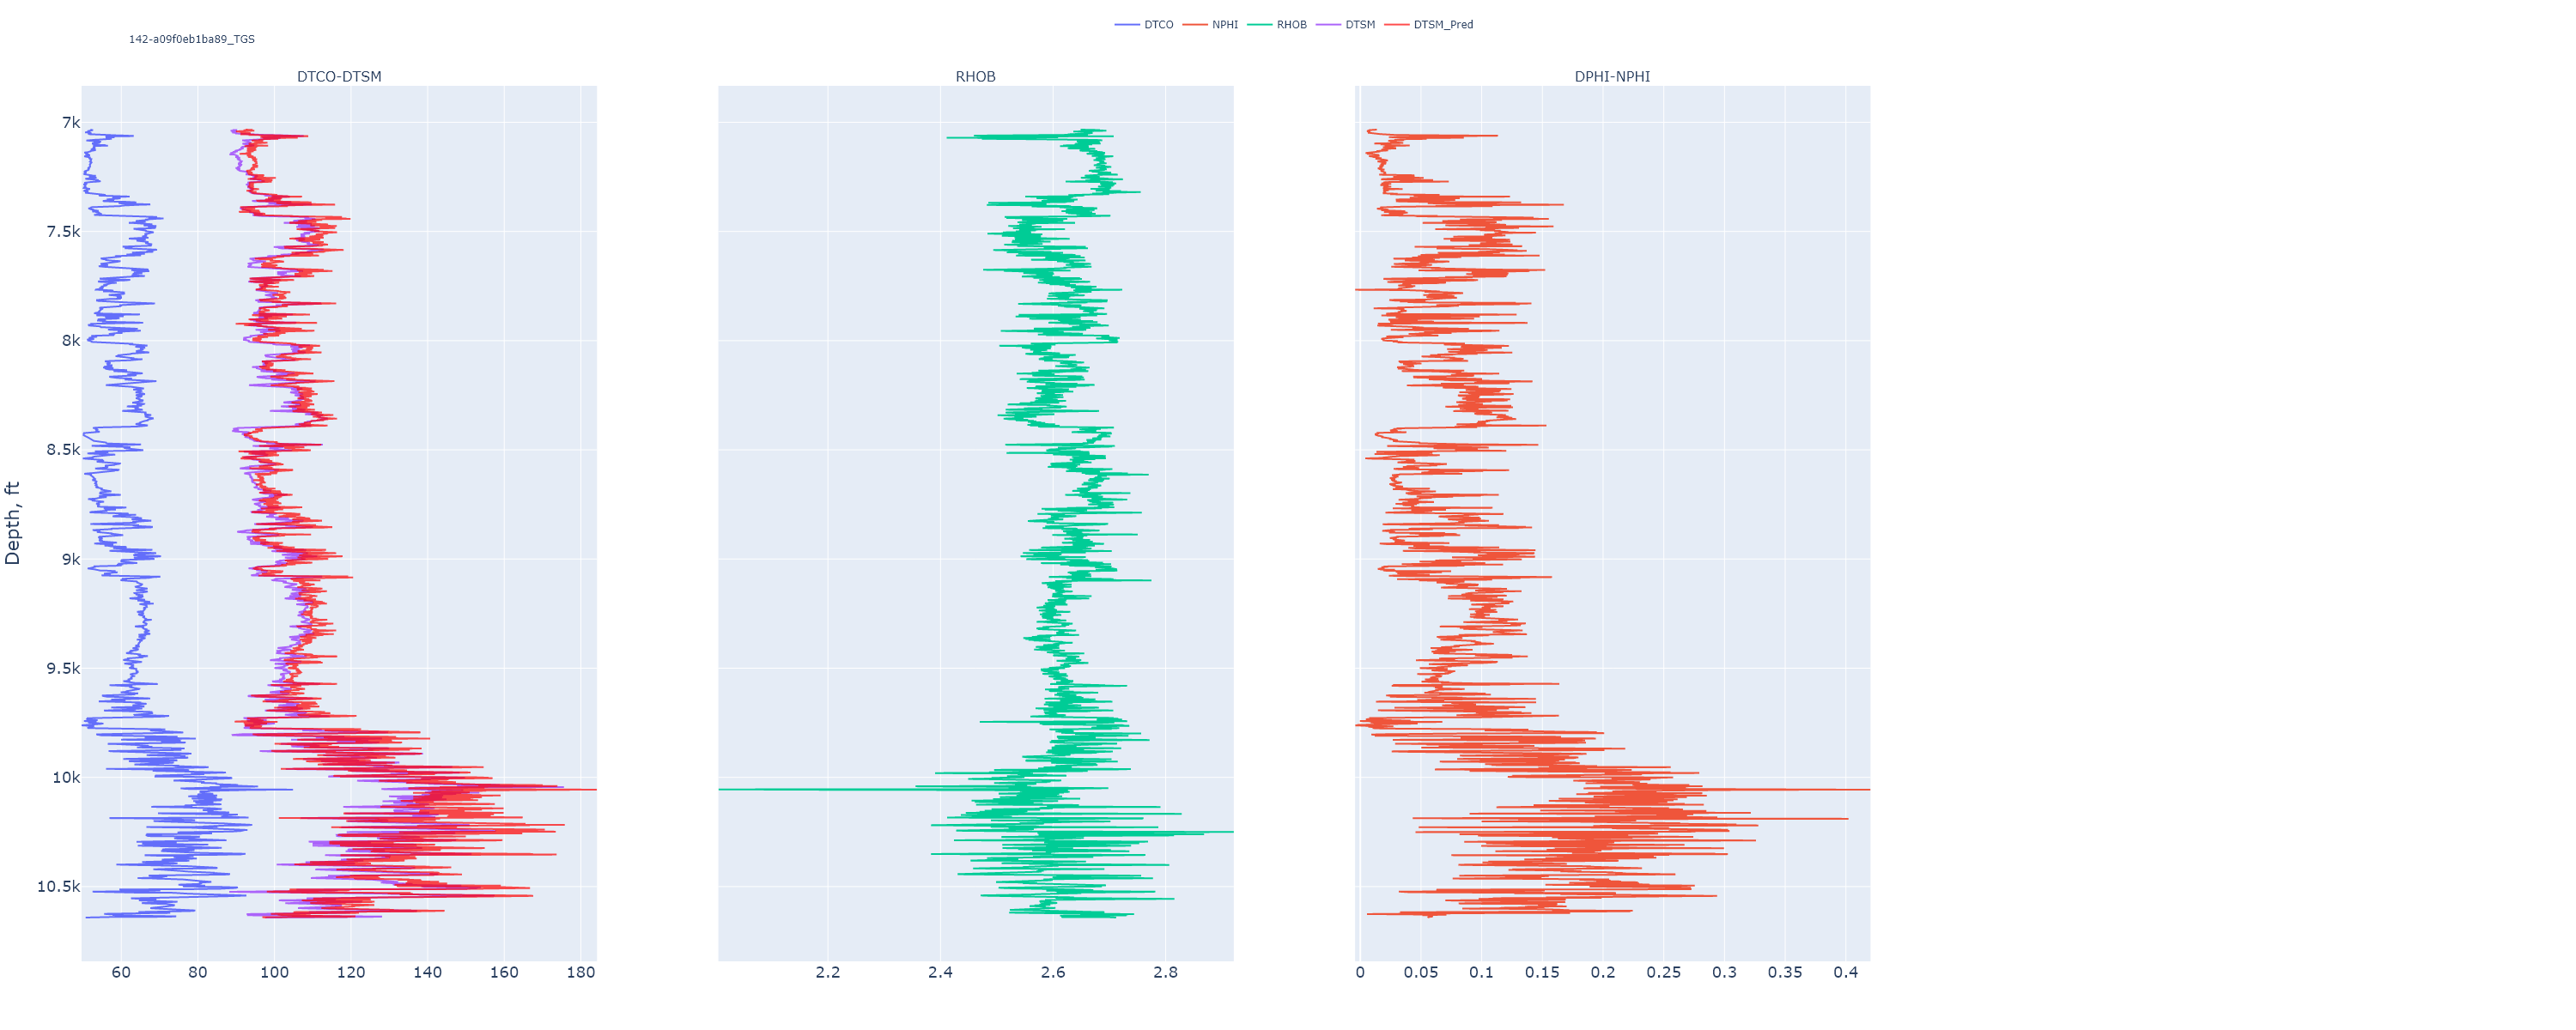 DTCO NPHI RHOB DTSM DTSM_Pred
142-a09f0eb1ba89_TGS
DTCO-DTSM RHOB DPHI-NPHI
7k
7.5k
8k
8.5k
Depth, ft
9k
9.5k
10k
10.5k
60 80 100 120 140 160 180 2.2 2.4 2.6 2.8 0 0.05 0.1 0.15 0.2 0.25 0.3 0.35 0.4